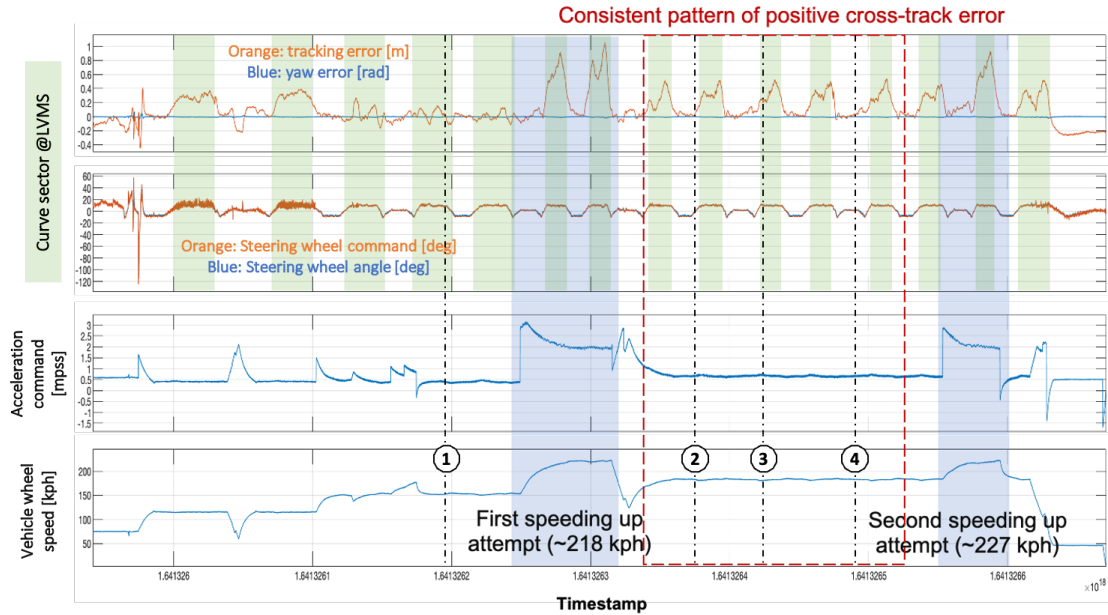 Consistent pattern of positive cross-track error
Curve sector @LVMS
Orange: tracking error [m]
Blue: yaw error [rad]
1
0.8
0.6
0.4
0.2
0
-0.2
-0.4
60
40
20
0
-20
-40
-60
-80
-100
-120
Orange: Steering wheel command [deg]
Blue: Steering wheel angle [deg]
Acceleration
command
[mpss]
3
2.5
2
1.5
1
0.5
0
-0.5
-1
-1.5
Vehicle wheel
speed [kph]
200
150
100
50
1
2
3
4
First speeding up
attempt (~218 kph)
Second speeding up
attempt (~227 kph)
1.641326
1.6413261
1.6413262
1.6413263
1.6413264
1.6413265
1.6413266
×10 18
Timestamp